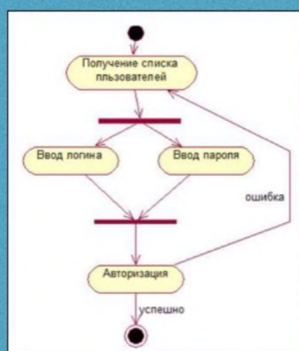 Получение списка
пльзователей
Ввод логина
Ввод пароля
ошибка
Авторизация
успешно